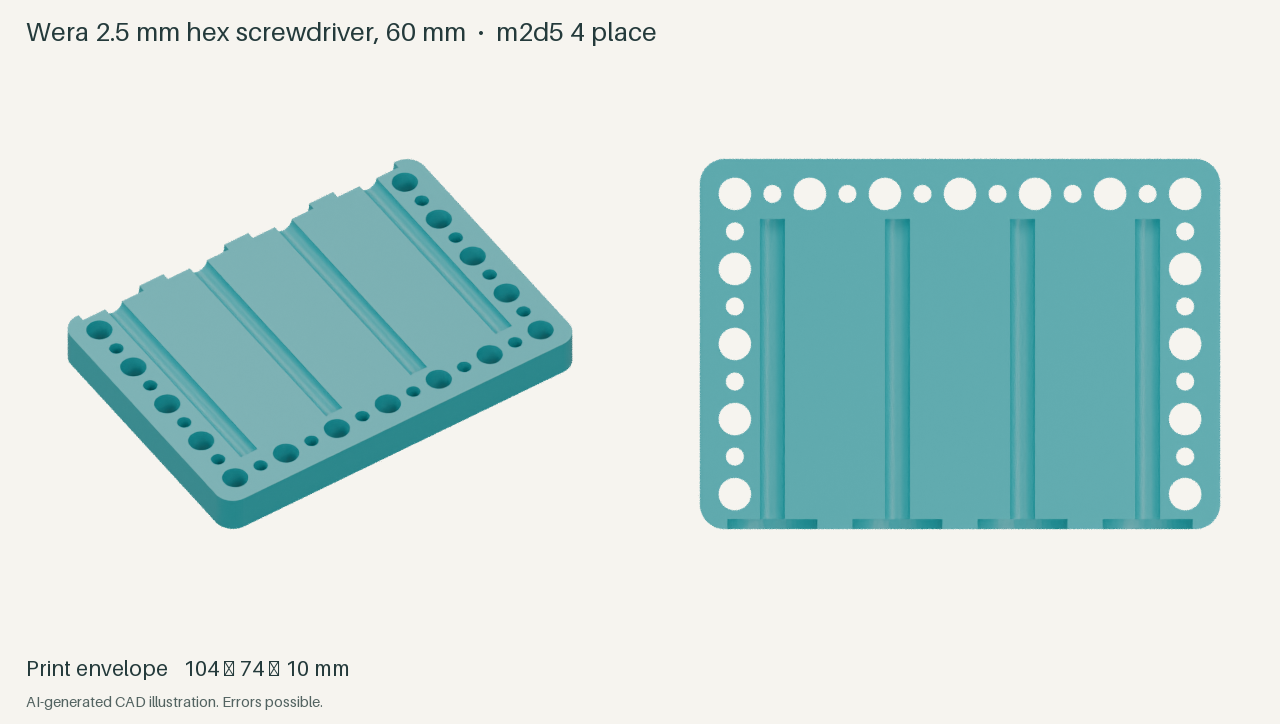 Wera 2.5 mm hex screwdriver, 60 mm · m2d5 4 place
Print envelope 104 74 10 mm
AI-generated CAD illustration. Errors possible.